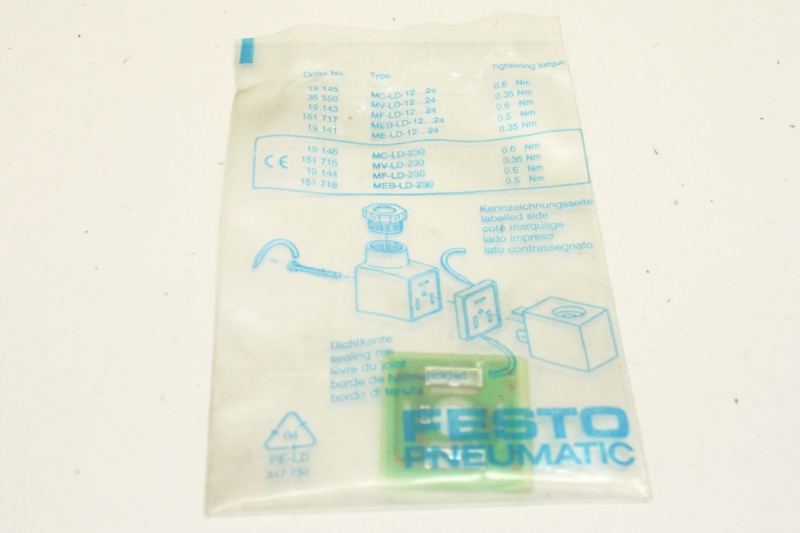 Order No. Type Tightening torque
19 145 MC-LD-12...24 0.6 Nm
35 556 MV-LD-12...24 0.35 Nm
19 143 MF-LD-12...24 0.6 Nm
151 717 MEB-LD-12...24 0.5 Nm
19 141 ME-LD-12...24 0.35 Nm
CE
19 146 MC-LD-230 0.6 Nm
151 716 MV-LD-230 0.35 Nm
19 144 MF-LD-230 0.6 Nm
151 718 MEB-LD-230 0.5 Nm
Kennzeichnungsseite
labelled side
coté marquage
lado impreso
lato contrassegnato
Dichtkante
sealing rim
lèvre du joint
borde de hermeticidad
bordo di tenuta
04
PE-LD
347 734
FESTO
PNEUMATIC